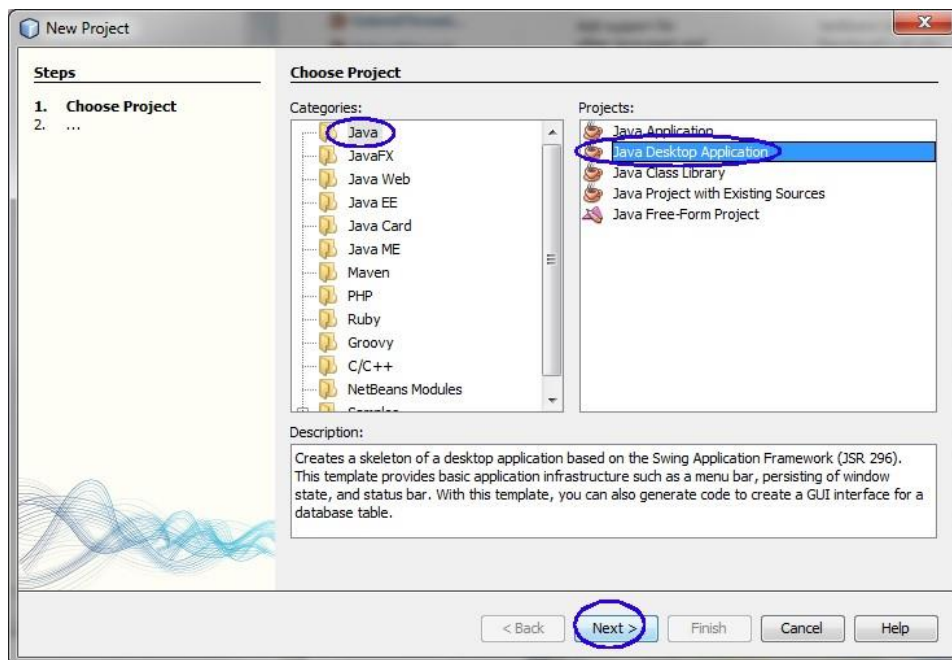 New Project
Steps
1. Choose Project
2. ...
Choose Project
Categories:
Java
JavaFX
Java Web
Java EE
Java Card
Java ME
Maven
PHP
Ruby
Groovy
C/C++
NetBeans Modules
Samples
Projects:
Java Application
Java Desktop Application
Java Class Library
Java Project with Existing Sources
Java Free-Form Project
Description:
Creates a skeleton of a desktop application based on the Swing Application Framework (JSR 296).
This template provides basic application infrastructure such as a menu bar, persisting of window
state, and status bar. With this template, you can also generate code to create a GUI interface for a
database table.
< Back
Next >
Finish
Cancel
Help